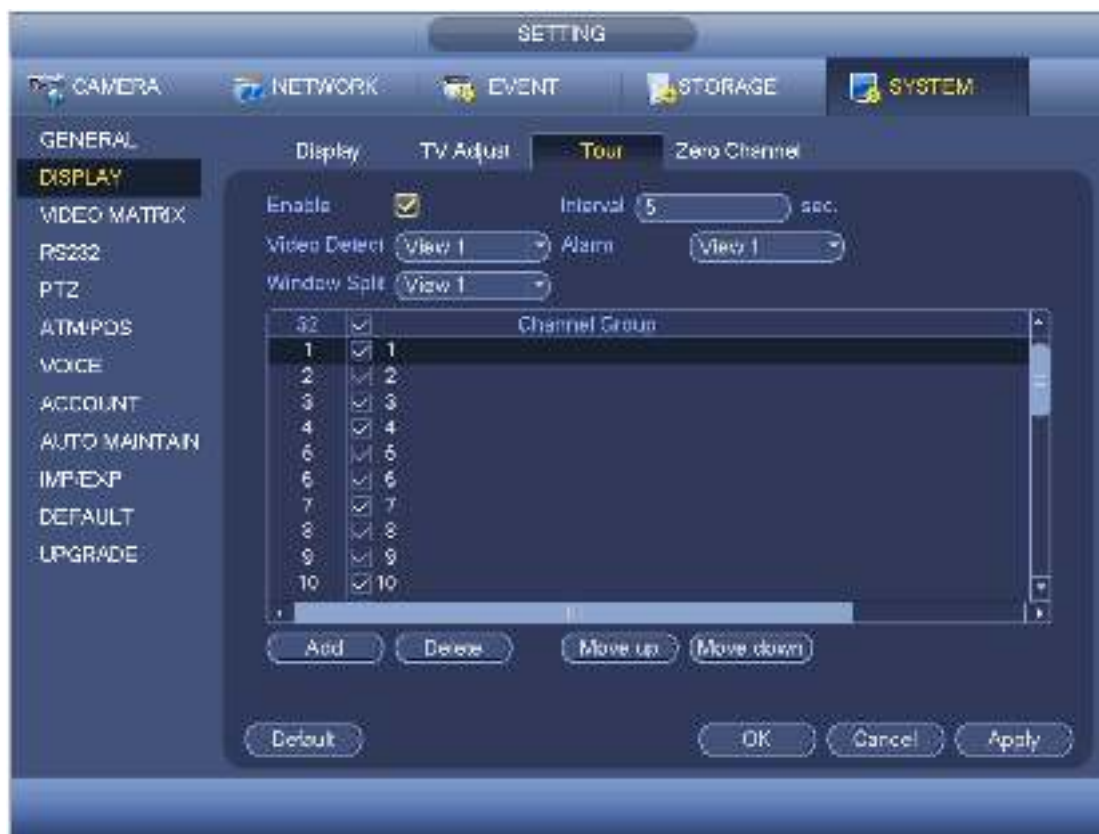 SETTING
CAMERA NETWORK EVENT STORAGE SYSTEM
GENERAL
DISPLAY
VIDEO MATRIX
RS232
PTZ
ATM/POS
VOICE
ACCOUNT
AUTO MAINTAIN
IMP/EXP
DEFAULT
UPGRADE
Display TV Adjust Tour Zero Channel
Enable Interval 5 sec.
Video Detect View 1 Alarm View 1
Window Split View 1
32 Channel Group
1 1
2 2
3 3
4 4
5 5
6 6
7 7
8 8
9 9
10 10
Add Delete Move up Move down
Default OK Cancel Apply